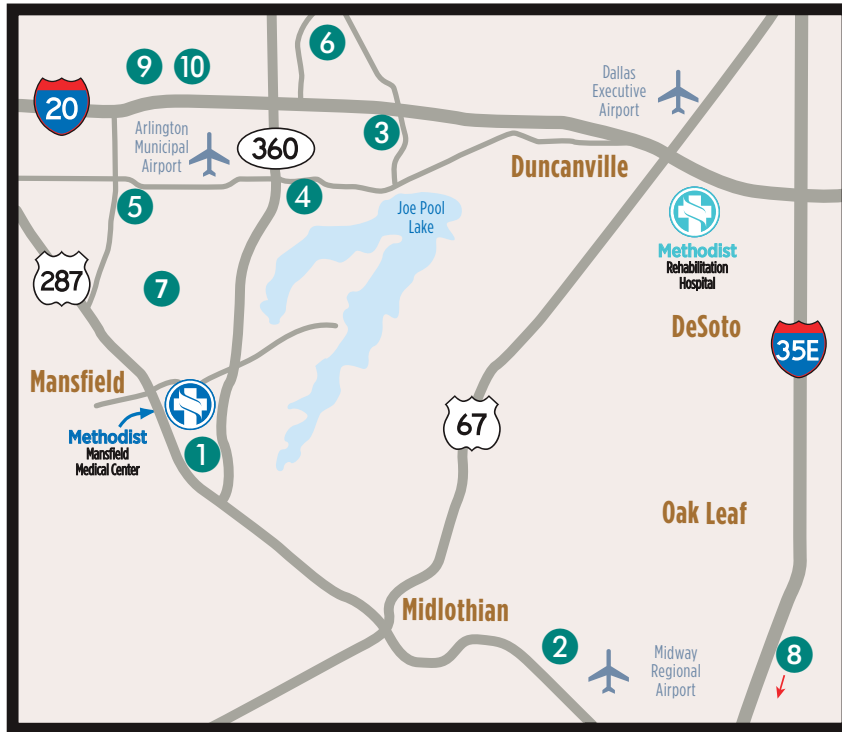 6
9
10
20
Dallas
Executive
Airport
Arlington
Municipal
Airport
360
3
Duncanville
5
4
Joe Pool
Lake
Methodist
Rehabilitation
Hospital
287
7
DeSoto
35E
Mansfield
67
Methodist
Mansfield
Medical Center
1
Oak Leaf
Midlothian
2
Midway
Regional
Airport
8